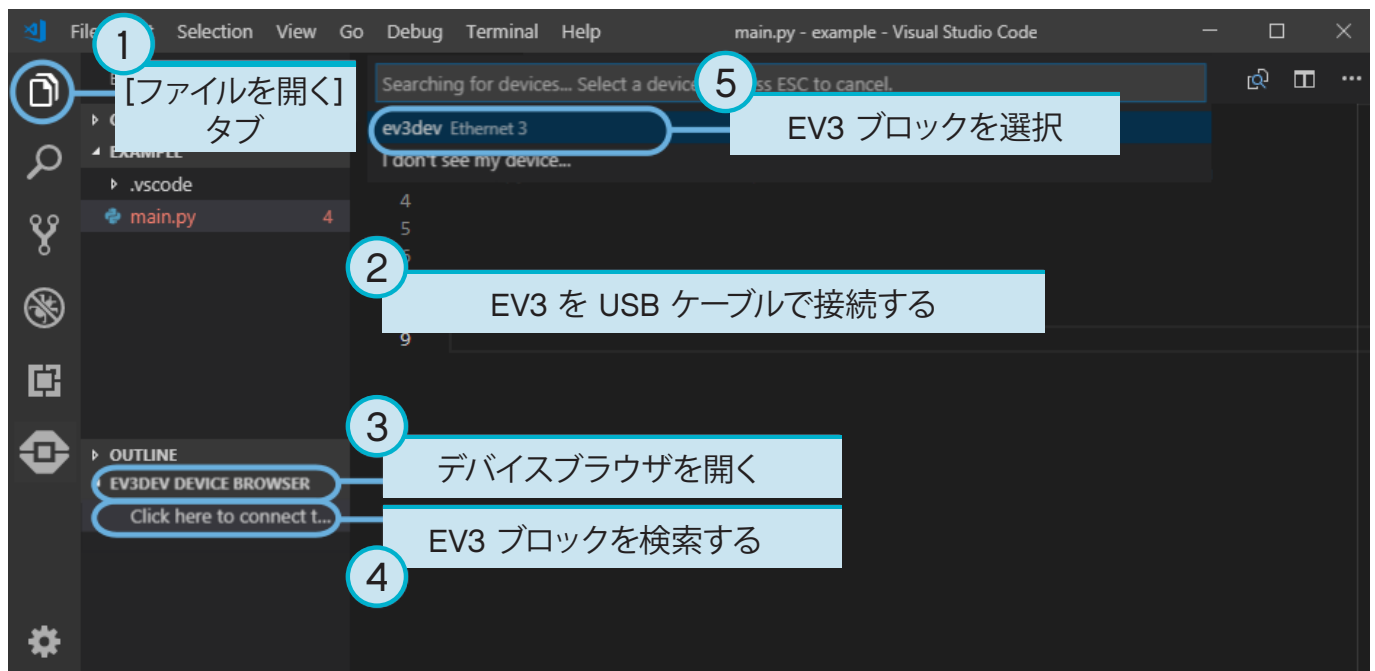 File Selection View Go Debug Terminal Help main.py - example - Visual Studio Code
1
[ファイルを開く]
タブ
Searching for devices... Select a device ss ESC to cancel.
5
EV3 ブロックを選択
ev3dev Ethernet 3
I don't see my device...
EXAMPLE
.vscode
main.py 4
4
5
2
EV3 を USB ケーブルで接続する
9
3
デバイスブラウザを開く
OUTLINE
EV3DEV DEVICE BROWSER
Click here to connect t...
EV3 ブロックを検索する
4